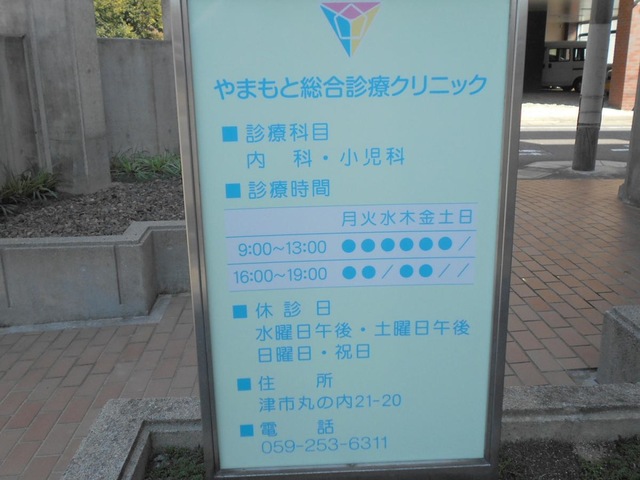 やまもと総合診療クリニック
■ 診療科目
内 科・小児科
■ 診療時間
月火水木金土日
9:00〜13:00 ●●●●●●／
16:00〜19:00 ●●／●●／／
■ 休診日
水曜日午後・土曜日午後
日曜日・祝日
■ 住 所
津市丸の内21-20
■ 電 話
059-253-6311